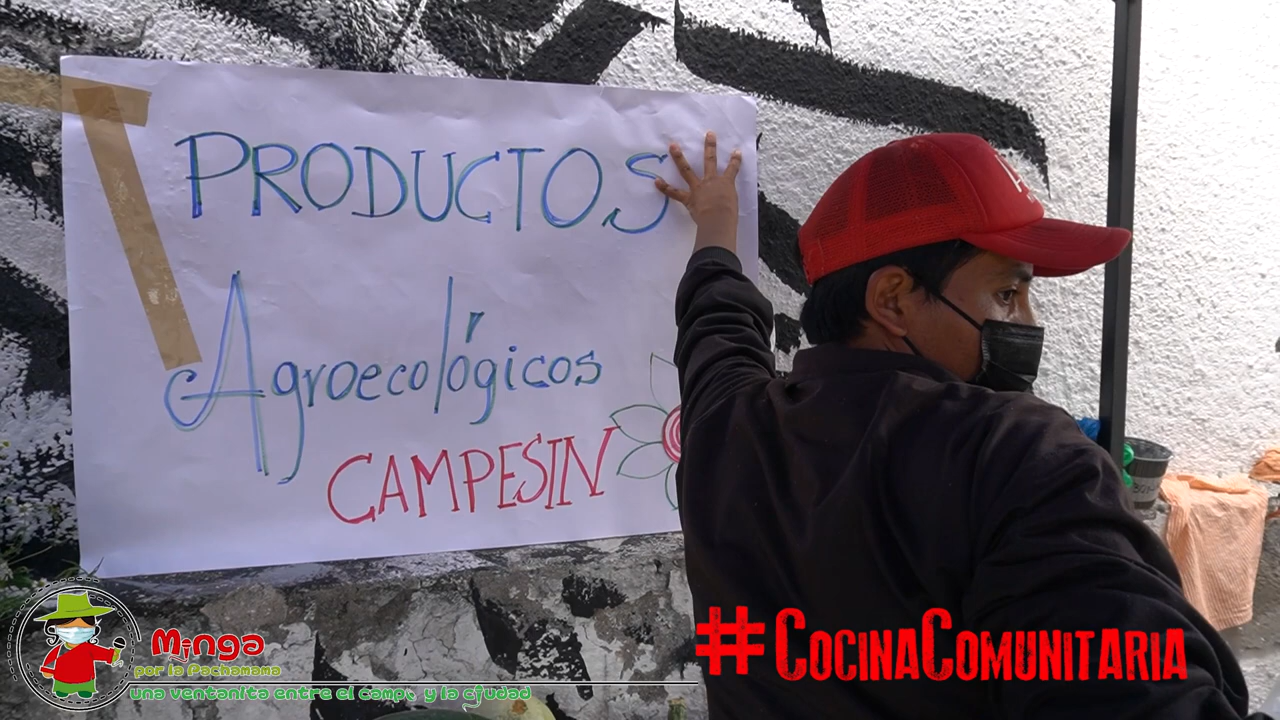 PRODUCTOS
Agroecológicos
CAMPESIN
#COCINACOMUNITARIA
Minga
por la Pachamama
una ventanita entre el campo y la ciudad